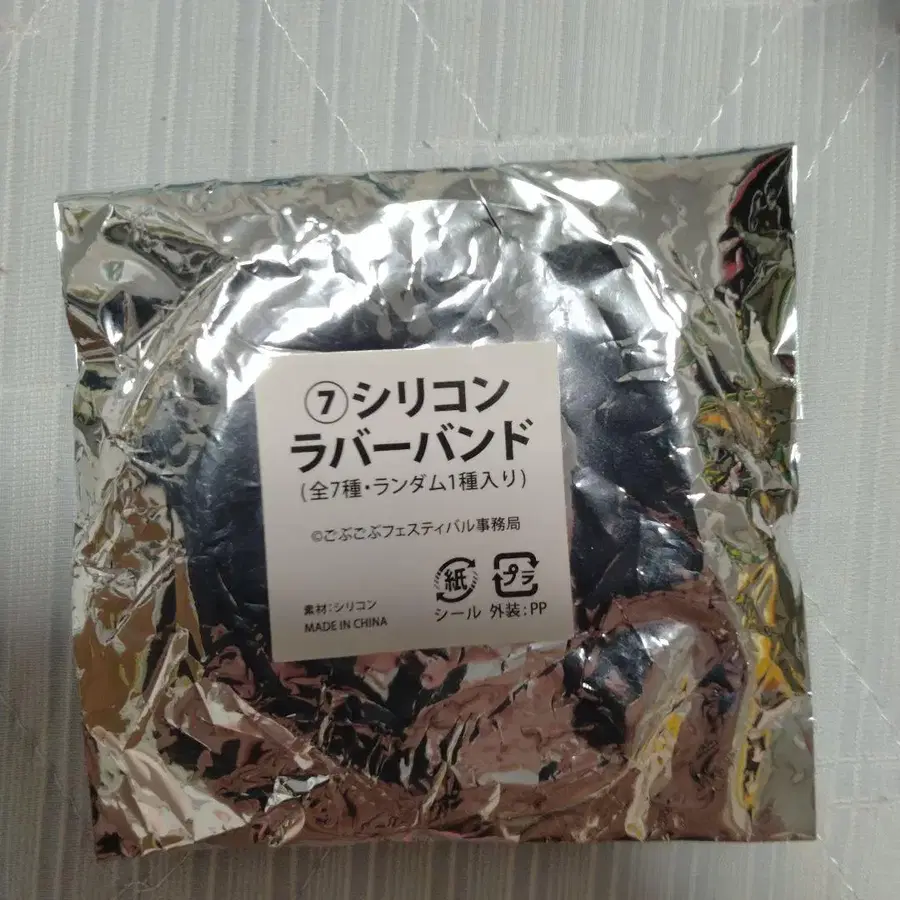 ⑦シリコン
ラバーバンド
(全7種・ランダム1種入り)
©ごぶごぶフェスティバル事務局
紙 プラ
シール 外装:PP
素材:シリコン
MADE IN CHINA